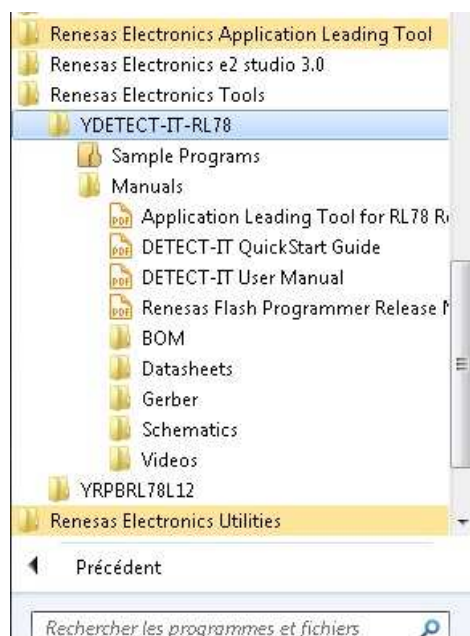 Renesas Electronics Application Leading Tool
Renesas Electronics e2 studio 3.0
Renesas Electronics Tools
YDETECT-IT-RL78
Sample Programs
Manuals
Application Leading Tool for RL78
DETECT-IT QuickStart Guide
DETECT-IT User Manual
Renesas Flash Programmer Release
BOM
Datasheets
Gerber
Schematics
Videos
YRPBRL78L12
Renesas Electronics Utilities
Précédent
Rechercher les programmes et fichiers